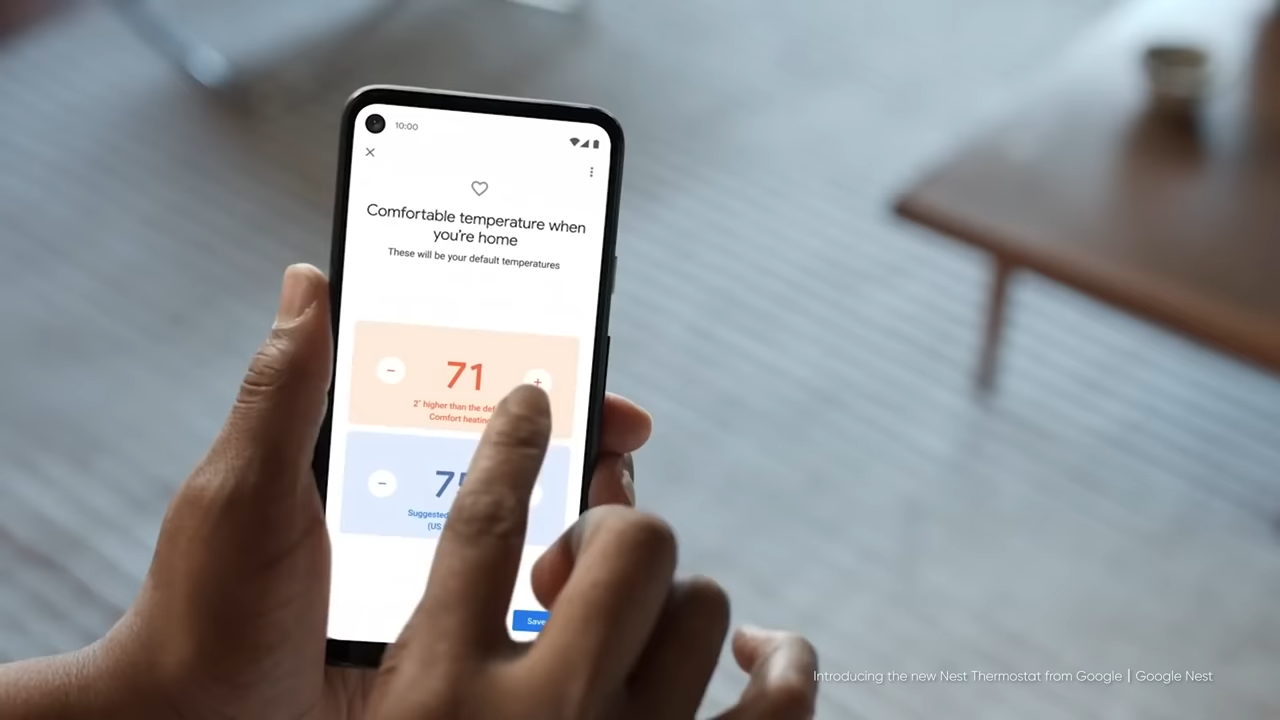 10:00
Comfortable temperature when
you're home
These will be your default temperatures
71
2° higher than the
Comfort
Suggested
(US
Save
Introducing the new Nest Thermostat from Google | Google Nest